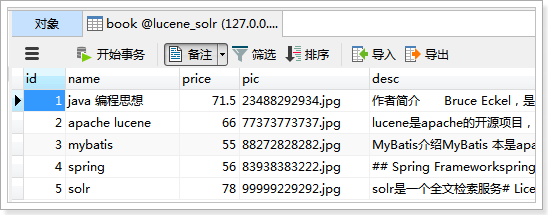 对象 book @lucene_solr (127.0.0....
开始事务 备注 筛选 排序 导入 导出
id name price pic desc
1 java 编程思想 71.5 23488292934.jpg 作者简介 Bruce Eckel，是
2 apache lucene 66 77373773737.jpg lucene是apache的开源项目，
3 mybatis 55 88272828282.jpg MyBatis介绍MyBatis 本是apa
4 spring 56 83938383222.jpg ## Spring Frameworkspring
5 solr 78 99999229292.jpg solr是一个全文检索服务# Lice